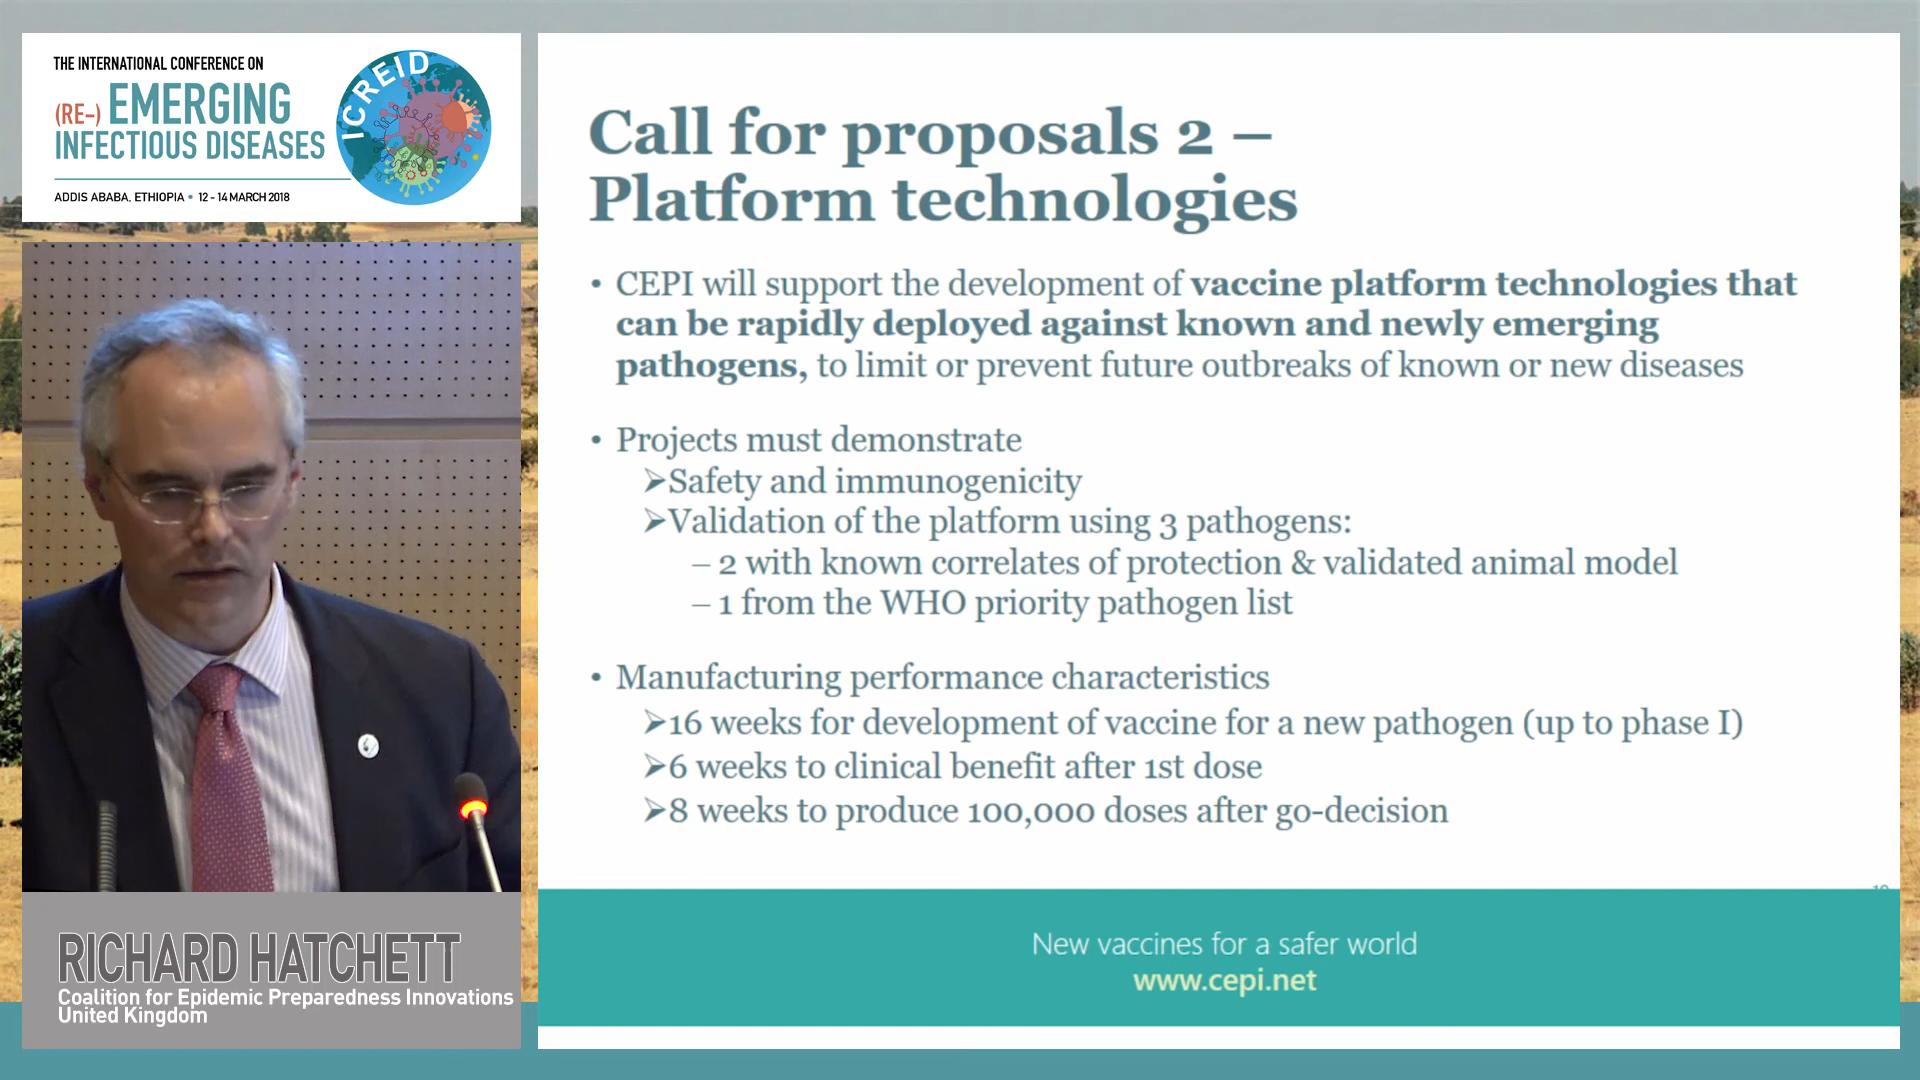 THE INTERNATIONAL CONFERENCE ON
(RE-) EMERGING
INFECTIOUS DISEASES
ADDIS ABABA, ETHIOPIA • 12 - 14 MARCH 2018
ICREID
RICHARD HATCHETT
Coalition for Epidemic Preparedness Innovations
United Kingdom
Call for proposals 2 –
Platform technologies
• CEPI will support the development of vaccine platform technologies that
can be rapidly deployed against known and newly emerging
pathogens, to limit or prevent future outbreaks of known or new diseases
• Projects must demonstrate
➢Safety and immunogenicity
➢Validation of the platform using 3 pathogens:
– 2 with known correlates of protection & validated animal model
– 1 from the WHO priority pathogen list
• Manufacturing performance characteristics
➢16 weeks for development of vaccine for a new pathogen (up to phase I)
➢6 weeks to clinical benefit after 1st dose
➢8 weeks to produce 100,000 doses after go-decision
New vaccines for a safer world
www.cepi.net